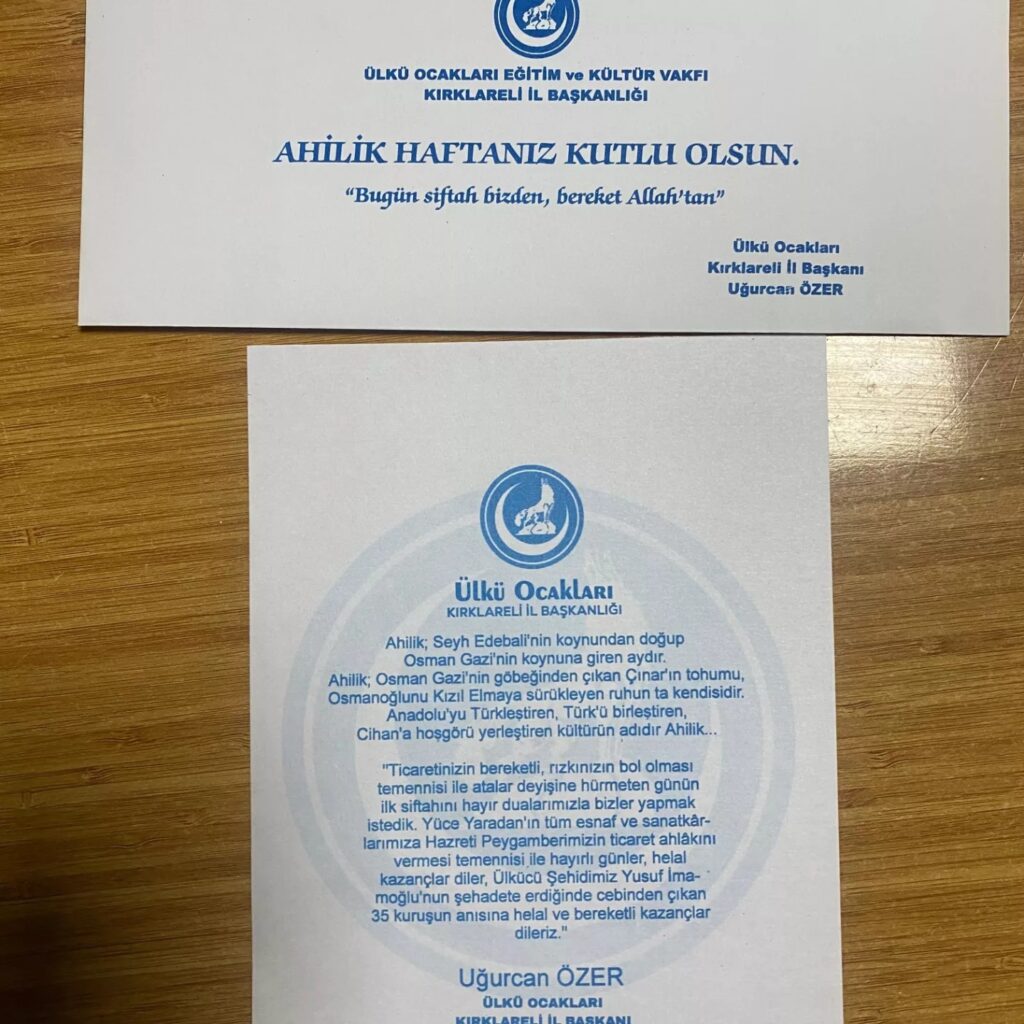 ÜLKÜ OCAKLARI EĞİTİM ve KÜLTÜR VAKFI
KIRKLARELİ İL BAŞKANLIĞI
AHİLİK HAFTANIZ KUTLU OLSUN.
“Bugün siftah bizden, bereket Allah’tan”
Ülkü Ocakları
Kırklareli İl Başkanı
Uğurcan ÖZER
Ülkü Ocakları
KIRKLARELİ İL BAŞKANLIĞI
Ahilik; Seyh Edebali'nin koynundan doğup
Osman Gazi'nin koynuna giren aydır.
Ahilik; Osman Gazi'nin göbeğinden çıkan Çınar'ın tohumu,
Osmanoğlunu Kızıl Elmaya sürükleyen ruhun ta kendisidir.
Anadolu'yu Türkleştiren, Türk'ü birleştiren,
Cihan'a hoşgörü yerleştiren kültürün adıdır Ahilik...
"Ticaretinizin bereketli, rızkınızın bol olması
temennisi ile atalar deyişine hürmeten günün
ilk siftahını hayır dualarımızla bizler yapmak
istedik. Yüce Yaradan'ın tüm esnaf ve sanatkâr-
larımıza Hazreti Peygamberimizin ticaret ahlâkını
vermesi temennisi ile hayırlı günler, helal
kazançlar diler, Ülkücü Şehidimiz Yusuf İma-
moğlu'nun şehadete erdiğinde cebinden çıkan
35 kuruşun anısına helal ve bereketli kazançlar
dileriz."
Uğurcan ÖZER
ÜLKÜ OCAKLARI
KIRKLARELİ İL BAŞKANI